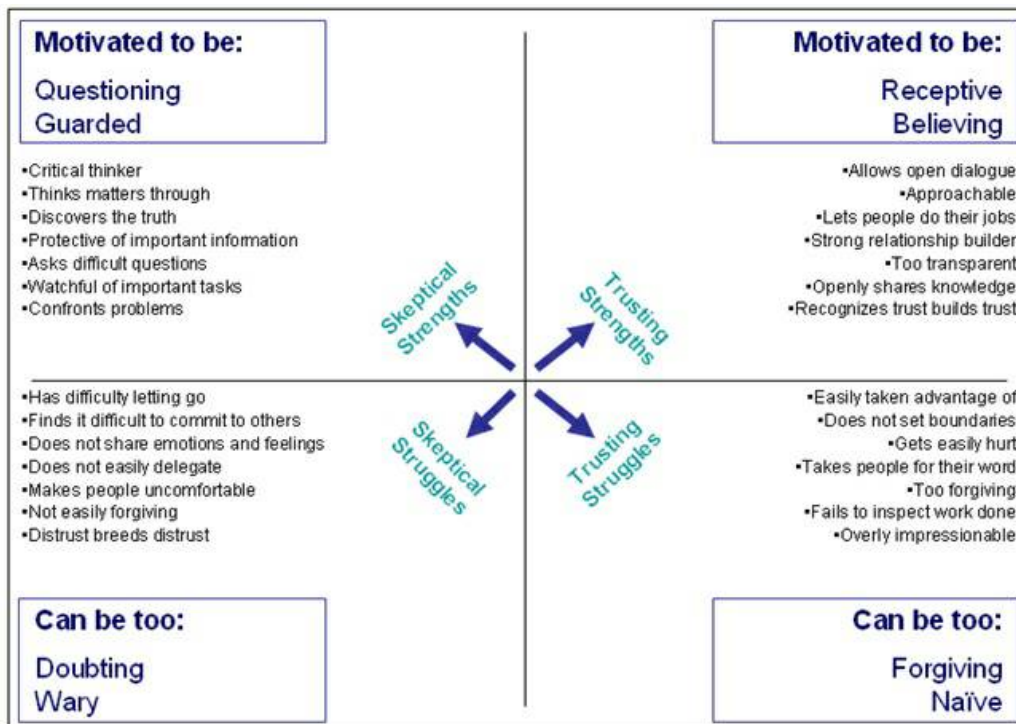 Motivated to be:
Questioning
Guarded
▪Critical thinker
▪Thinks matters through
▪Discovers the truth
▪Protective of important information
▪Asks difficult questions
▪Watchful of important tasks
▪Confronts problems
Skeptical
Strengths
Motivated to be:
Receptive
Believing
▪Allows open dialogue
▪Approachable
▪Lets people do their jobs
▪Strong relationship builder
▪Too transparent
▪Openly shares knowledge
▪Recognizes trust builds trust
Trusting
Strengths
▪Has difficulty letting go
▪Finds it difficult to commit to others
▪Does not share emotions and feelings
▪Does not easily delegate
▪Makes people uncomfortable
▪Not easily forgiving
▪Distrust breeds distrust
Skeptical
Struggles
Can be too:
Doubting
Wary
▪Easily taken advantage of
▪Does not set boundaries
▪Gets easily hurt
▪Takes people for their word
▪Too forgiving
▪Fails to inspect work done
▪Overly impressionable
Trusting
Struggles
Can be too:
Forgiving
Naïve